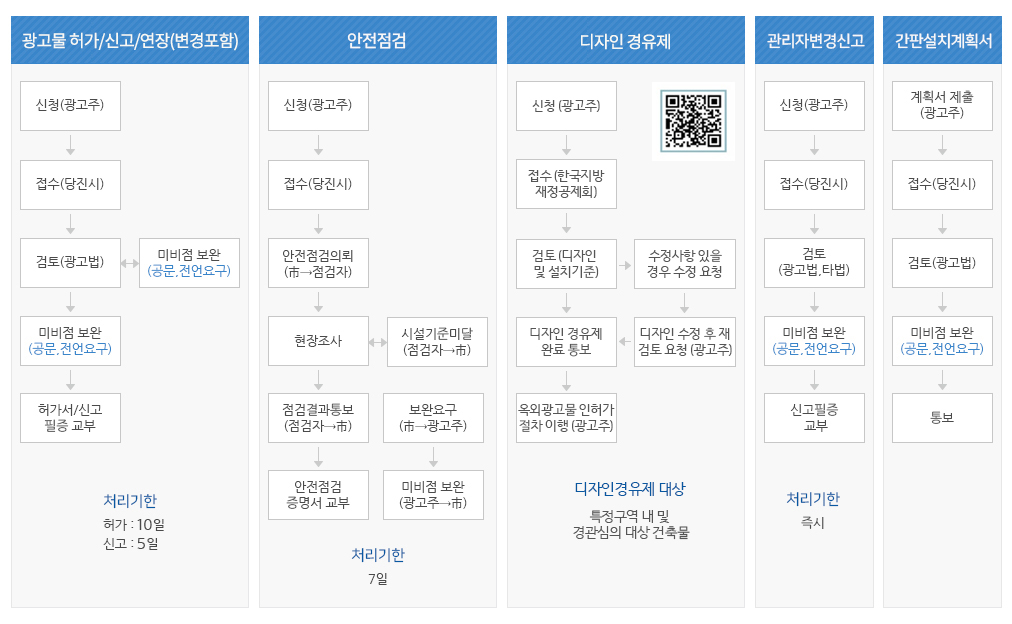 광고물 허가/신고/연장(변경포함)
신청(광고주)
접수(당진시)
검토(광고법)
미비점 보완
(공문,전언요구)
미비점 보완
(공문,전언요구)
허가서/신고
필증 교부
처리기한
허가 : 10일
신고 : 5일
안전점검
신청(광고주)
접수(당진시)
안전점검의뢰
(市→점검자)
현장조사
시설기준미달
(점검자→市)
점검결과통보
(점검자→市)
보완요구
(市→광고주)
안전점검
증명서 교부
미비점 보완
(광고주→市)
처리기한
7일
디자인 경유제
신청 (광고주)
접수 (한국지방
재정공제회)
검토 (디자인
및 설치기준)
수정사항 있을
경우 수정 요청
디자인 경유제
완료 통보
디자인 수정 후 재
검토 요청 (광고주)
옥외광고물 인허가
절차 이행 (광고주)
디자인경유제 대상
특정구역 내 및
경관심의 대상 건축물
관리자변경신고
신청(광고주)
접수(당진시)
검토
(광고법,타법)
미비점 보완
(공문,전언요구)
신고필증
교부
처리기한
즉시
간판설치계획서
계획서 제출
(광고주)
접수(당진시)
검토(광고법)
미비점 보완
(공문,전언요구)
통보